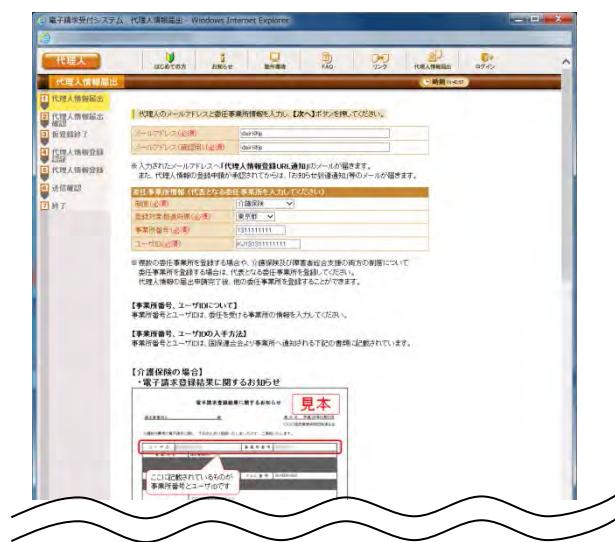 電子請求受付システム 代理人情報届出 - Windows Internet Explorer
代理人
はじめての方
お知らせ
動作環境
FAQ
リンク
代理人情報届出
ログイン
代理人情報届出
時刻
1 代理人情報届出
2 代理人情報届出確認
3 仮登録終了
4 代理人情報登録認証
5 代理人情報登録
6 送信確認
7 終了
代理人のメールアドレスと委任事業所情報を入力し、【次へ】ボタンを押してください。
メールアドレス(必須)
メールアドレス(確認用)(必須)
※入力されたメールアドレスへ「代理人情報登録URL通知」のメールが届きます。
また、代理人情報の登録申請が承認されてからは、「お知らせ到達通知」等のメールが届きます。
委任事業所情報(代表となる委任事業所を入力してください)
制度(必須) 介護保険
登録対象都道府県(必須) 東京都
事業所番号(必須) 1311111111
ユーザID(必須) KJ131311111111
※複数の委任事業所を登録する場合や、介護保険及び障害者総合支援の両方の制度について
委任事業所を登録する場合は、代表となる委任事業所を登録してください。
代理人情報の届出申請完了後、他の委任事業所を登録することができます。
【事業所番号、ユーザIDについて】
事業所番号とユーザIDは、委任を受ける事業所の情報を入力してください。
【事業所番号、ユーザIDの入手方法】
事業所番号とユーザIDは、国保連合会より事業所へ通知される下記の書類に記載されています。
【介護保険の場合】
・電子請求登録結果に関するお知らせ
電子請求登録結果に関するお知らせ
見本
ここに記載されているものが
事業所番号とユーザIDです